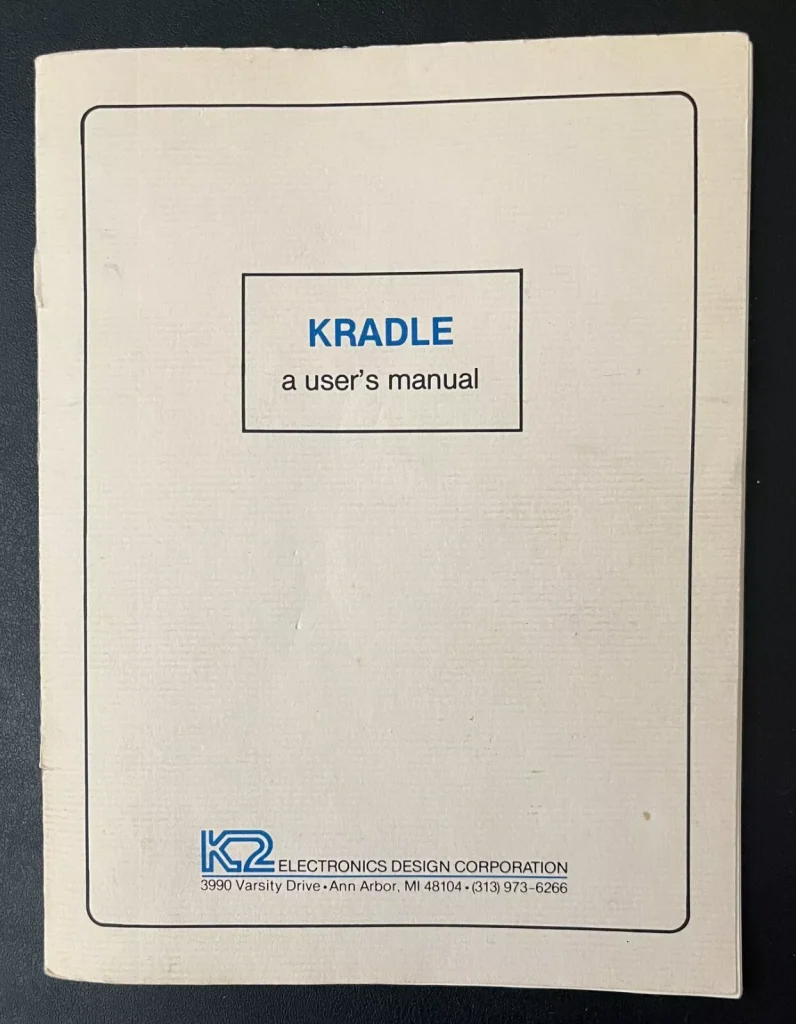 KRADLE
a user's manual
K2 ELECTRONICS DESIGN CORPORATION
3990 Varsity Drive • Ann Arbor, MI 48104 • (313) 973-6266